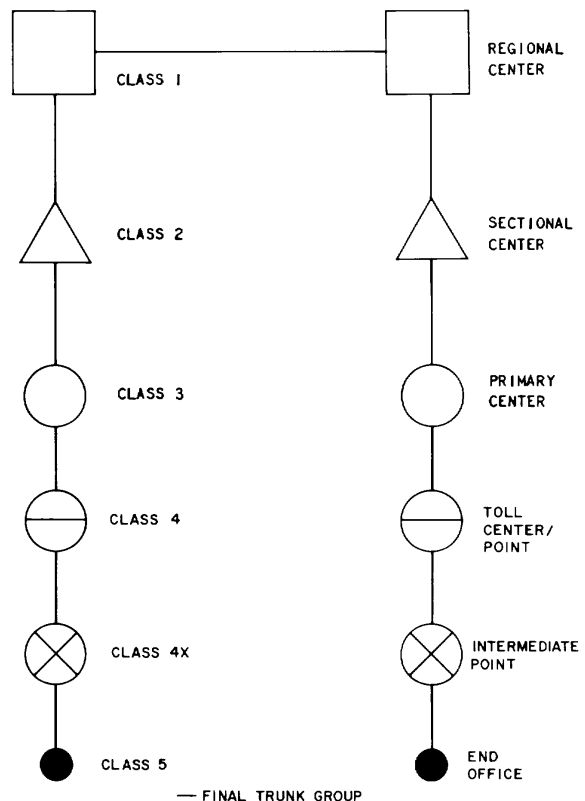 CLASS 1
REGIONAL
CENTER
CLASS 2
SECTIONAL
CENTER
CLASS 3
PRIMARY
CENTER
CLASS 4
TOLL
CENTER/
POINT
CLASS 4X
INTERMEDIATE
POINT
CLASS 5
END
OFFICE
— FINAL TRUNK GROUP